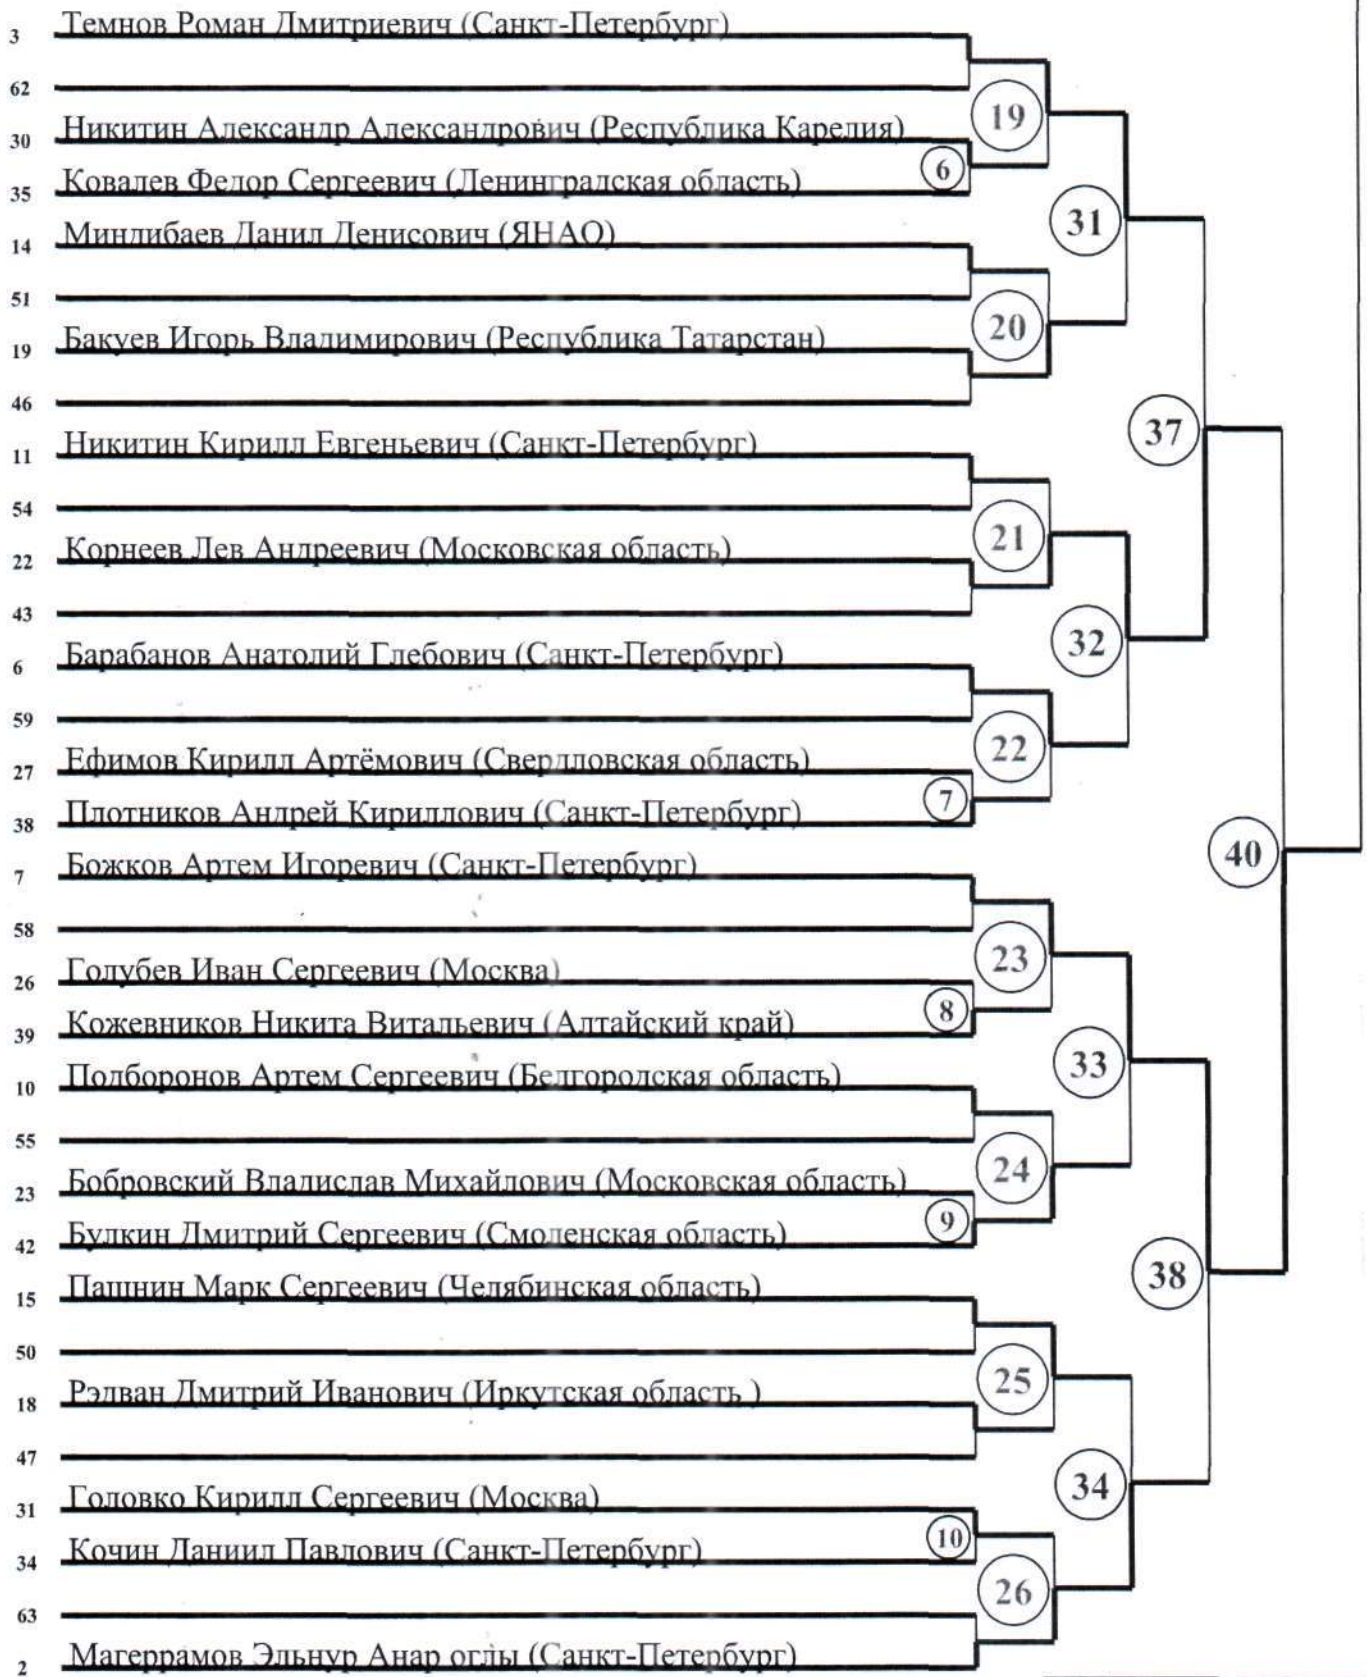 3 Темнов Роман Дмитриевич (Санкт-Петербург)
62
19
30 Никитин Александр Александрович (Республика Карелия)
6
35 Ковалев Федор Сергеевич (Ленинградская область)
31
14 Минлибаев Данил Денисович (ЯНАО)
51
20
19 Бакуев Игорь Владимирович (Республика Татарстан)
46
37
11 Никитин Кирилл Евгеньевич (Санкт-Петербург)
54
21
22 Корнеев Лев Андреевич (Московская область)
43
32
6 Барабанов Анатолий Глебович (Санкт-Петербург)
59
22
27 Ефимов Кирилл Артёмович (Свердловская область)
7
38 Плотников Андрей Кириллович (Санкт-Петербург)
40
7 Божков Артем Игоревич (Санкт-Петербург)
58
23
26 Голубев Иван Сергеевич (Москва)
8
39 Кожевников Никита Витальевич (Алтайский край)
33
10 Подборонов Артем Сергеевич (Белгородская область)
55
24
23 Бобровский Владислав Михайлович (Московская область)
9
42 Булкин Дмитрий Сергеевич (Смоленская область)
38
15 Пашнин Марк Сергеевич (Челябинская область)
50
25
18 Рэдван Дмитрий Иванович (Иркутская область )
47
34
31 Головко Кирилл Сергеевич (Москва)
10
34 Кочин Даниил Павлович (Санкт-Петербург)
26
63
2 Магеррамов Эльнур Анар оглы (Санкт-Петербург)